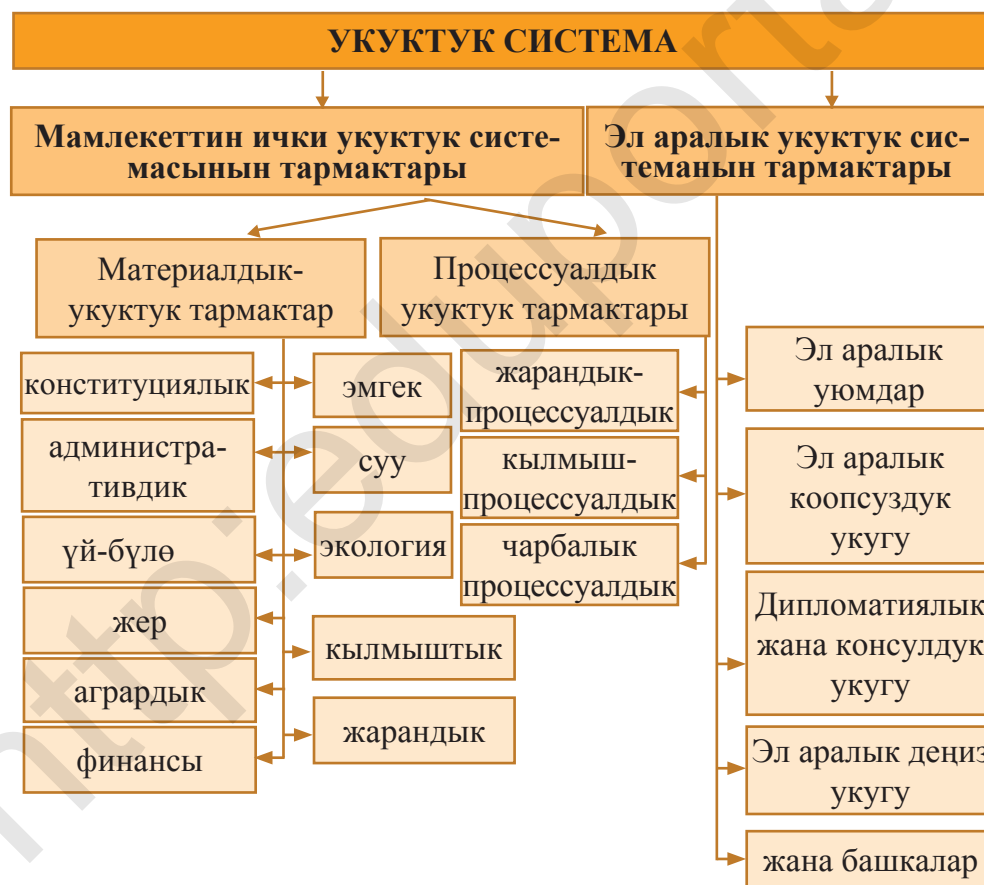 УКУКТУК СИСТЕМА
Мамлекеттин ички укуктук систе-
масынын тармактары
Эл аралык укуктук сис-
теманын тармактары
Материалдык-
укуктук тармактар
Процессуалдык
укуктук тармактары
конституциялык
администра-
тивдик
үй-бүлө
жер
агрардык
финансы
эмгек
суу
экология
кылмыштык
жарандык
жарандык-
процессуалдык
кылмыш-
процессуалдык
чарбалык
процессуалдык
Эл аралык
уюмдар
Эл аралык
коопсуздук
укугу
Дипломатиялык
жана консулдук
укугу
Эл аралык деңиз
укугу
жана башкалар